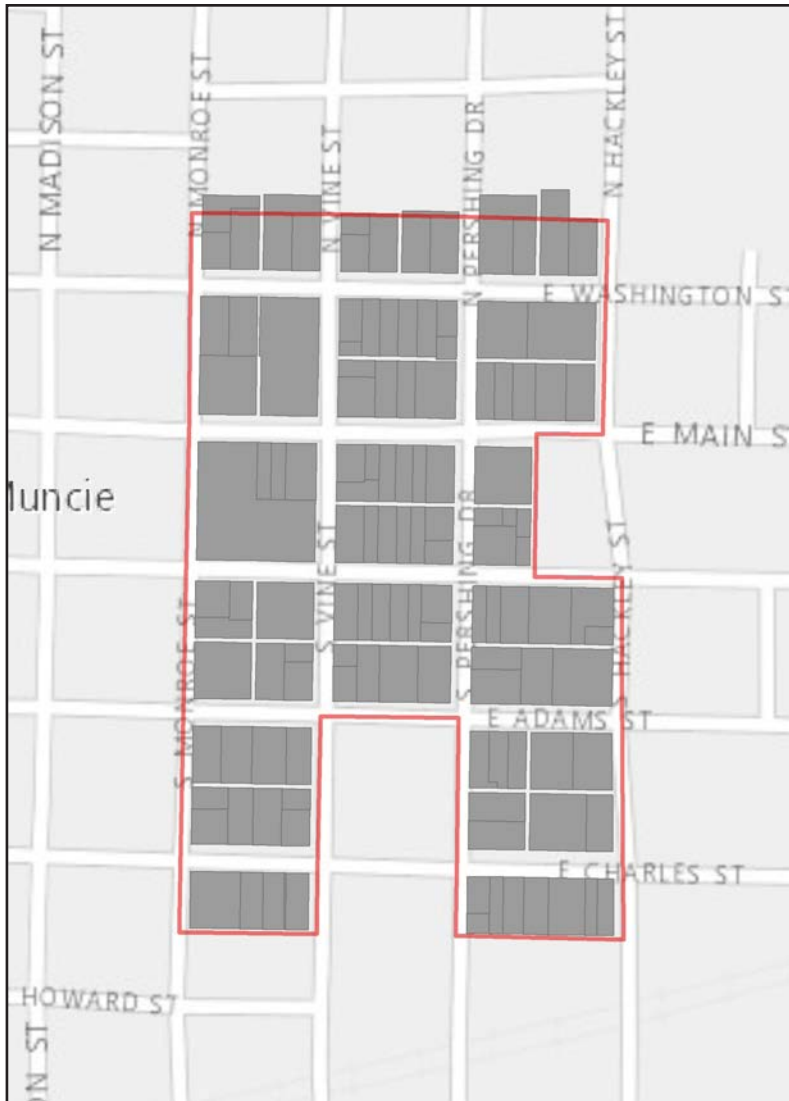 N MADISON ST
N MONROE ST
N VINE ST
N PERSHING DR
N HACKLEY ST
E WASHINGTON ST
E MAIN S
Muncie
S VINE ST
S PERSHING DR
S HACKLEY ST
S MONROE ST
E ADAMS ST
E CHARLES ST
HOWARD ST
ON ST